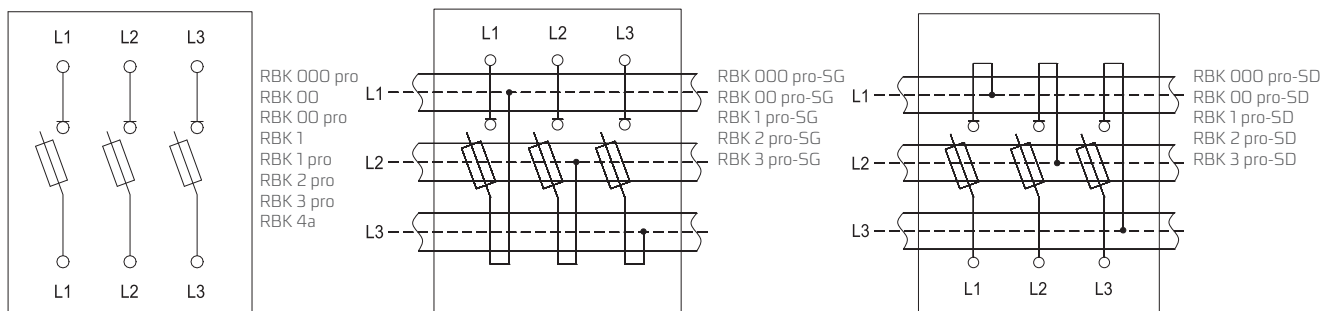 L1 L2 L3
L1 L2 L3
RBK 000 pro
RBK 00
RBK 00 pro
RBK 1
RBK 1 pro
RBK 2 pro
RBK 3 pro
RBK 4a
L1 L2 L3
L1
L2
L3
RBK 000 pro-SG
RBK 00 pro-SG
RBK 1 pro-SG
RBK 2 pro-SG
RBK 3 pro-SG
L1
L2
L3
L1 L2 L3
RBK 000 pro-SD
RBK 00 pro-SD
RBK 1 pro-SD
RBK 2 pro-SD
RBK 3 pro-SD